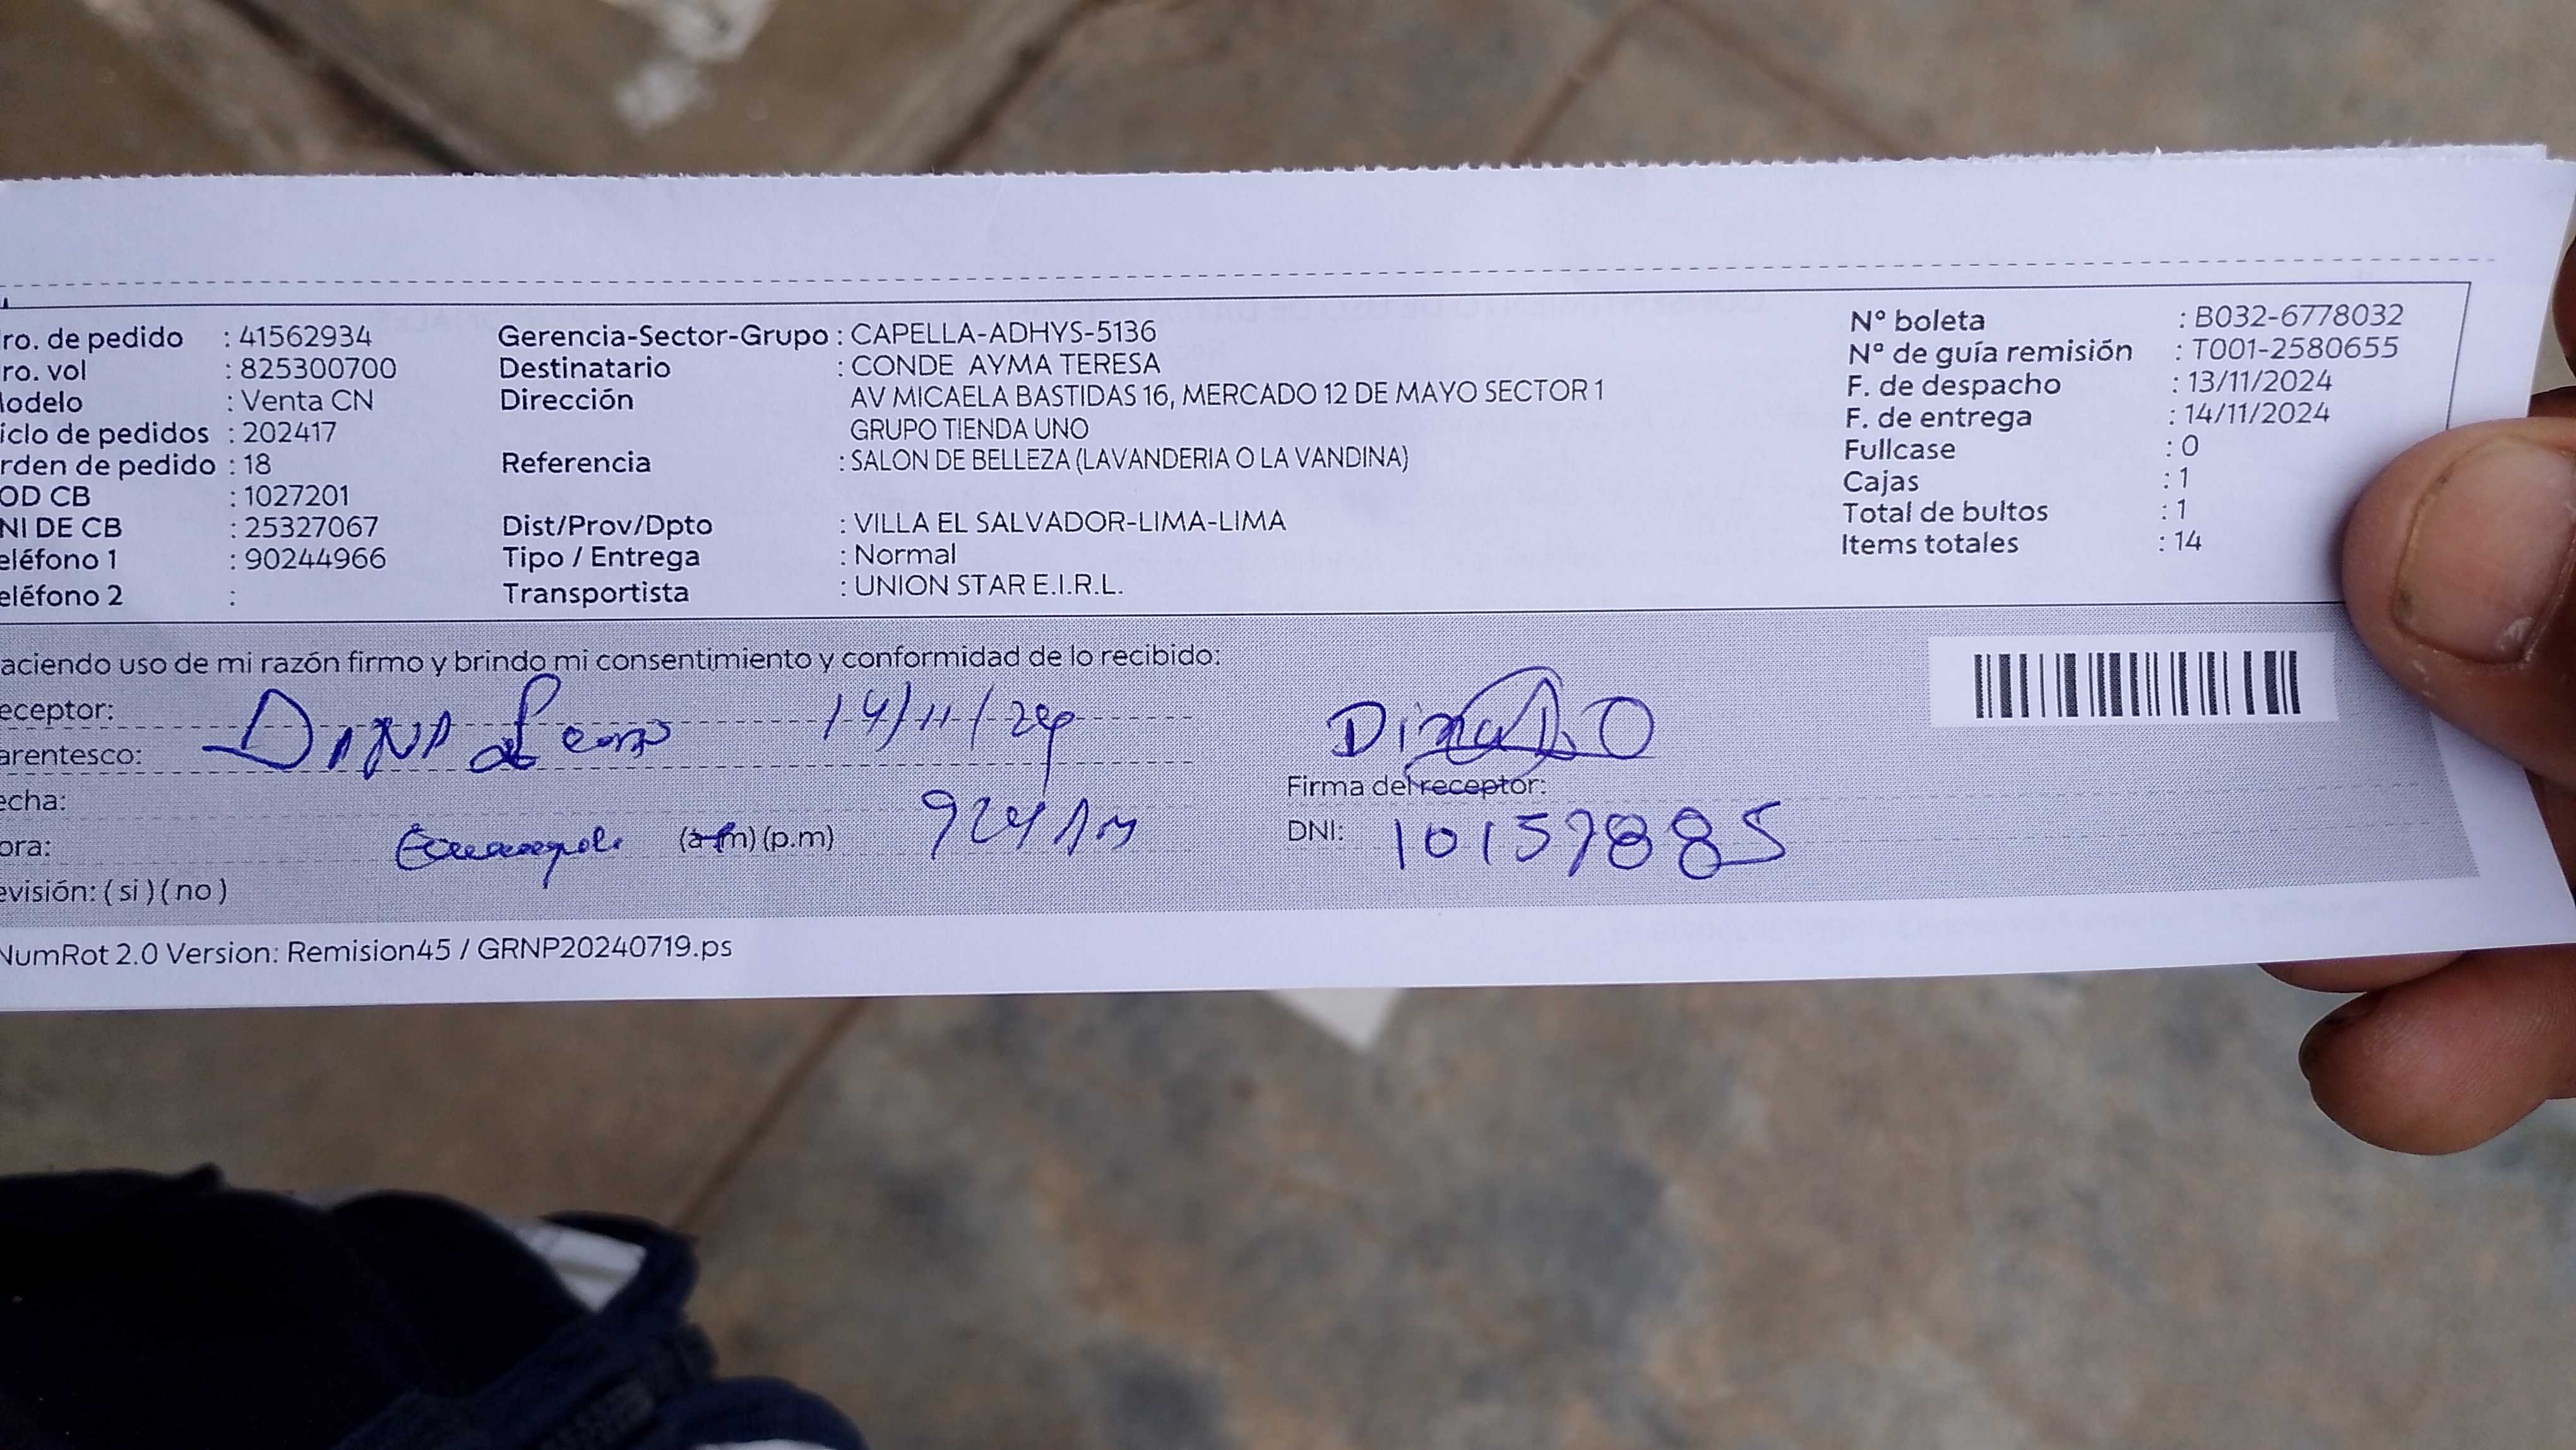 ro. de pedido : 41562934 Gerencia-Sector-Grupo : CAPELLA-ADHYS-5136 N° boleta : B032-6778032
ro. vol : 825300700 Destinatario : CONDE AYMA TERESA N° de guía remisión : T001-2580655
odelo : Venta CN Dirección AV MICAELA BASTIDAS 16, MERCADO 12 DE MAYO SECTOR 1 F. de despacho : 13/11/2024
iclo de pedidos : 202417 GRUPO TIENDA UNO F. de entrega : 14/11/2024
rden de pedido : 18 Referencia : SALON DE BELLEZA (LAVANDERIA O LA VANDINA) Fullcase : 0
OD CB : 1027201 Cajas : 1
NI DE CB : 25327067 Dist/Prov/Dpto : VILLA EL SALVADOR-LIMA-LIMA Total de bultos : 1
eléfono 1 : 90244966 Tipo / Entrega : Normal Items totales : 14
eléfono 2 : Transportista : UNION STAR E.I.R.L.
aciendo uso de mi razón firmo y brindo mi consentimiento y conformidad de lo recibido:
eceptor: 14/11/24
arentesco:
echa: Firma del receptor:
ora: (a.m) (p.m) 924 AM DNI: 10157885
evisión: ( si ) ( no )
NumRot 2.0 Version: Remision45 / GRNP20240719.ps